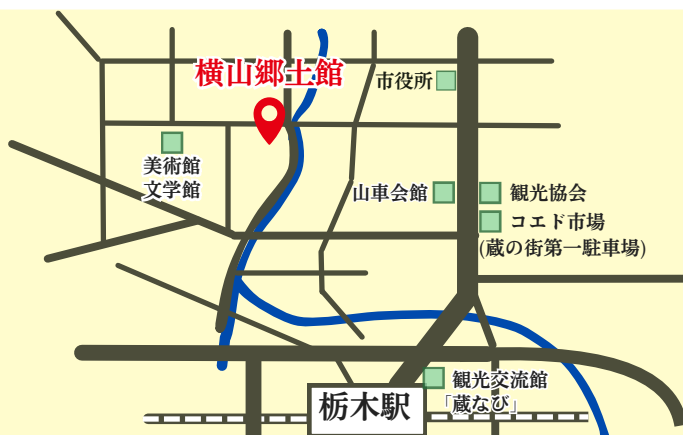 横山郷土館
市役所
美術館
文学館
山車会館
観光協会
コエド市場
(蔵の街第一駐車場)
観光交流館
「蔵なび」
栃木駅